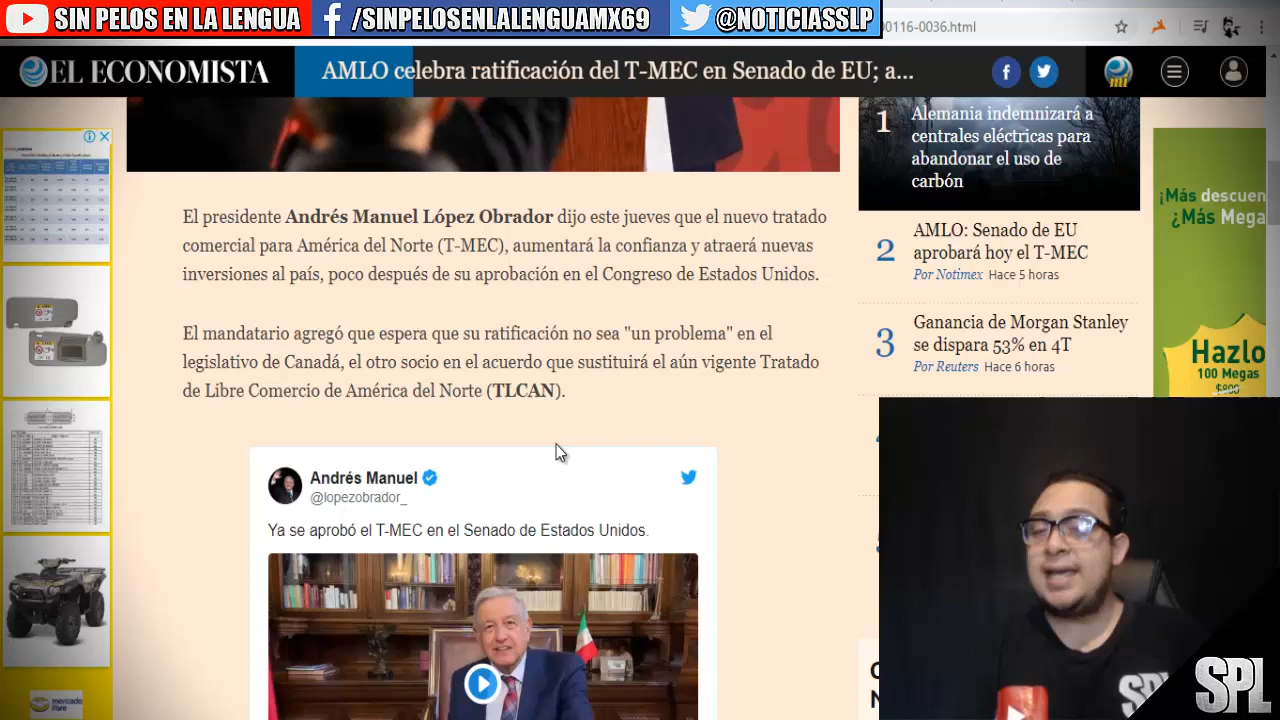 SIN PELOS EN LA LENGUA
/SINPELOSENLALENGUAMX69
@NOTICIASSLP
00116-0036.html
EL ECONOMISTA
AMLO celebra ratificación del T-MEC en Senado de EU; a...
El presidente Andrés Manuel López Obrador dijo este jueves que el nuevo tratado
comercial para América del Norte (T-MEC), aumentará la confianza y atraerá nuevas
inversiones al país, poco después de su aprobación en el Congreso de Estados Unidos.
El mandatario agregó que espera que su ratificación no sea "un problema" en el
legislativo de Canadá, el otro socio en el acuerdo que sustituirá el aún vigente Tratado
de Libre Comercio de América del Norte (TLCAN).
Andrés Manuel
@lopezobrador_
Ya se aprobó el T-MEC en el Senado de Estados Unidos.
1
Alemania indemnizará a
centrales eléctricas para
abandonar el uso de
carbón
2
AMLO: Senado de EU
aprobará hoy el T-MEC
Por Notimex Hace 5 horas
3
Ganancia de Morgan Stanley
se dispara 53% en 4T
Por Reuters Hace 6 horas
¡Más descuen
¿Más Mega
Hazlo
100 Megas
$800
mercado
libre
SPL
SPL